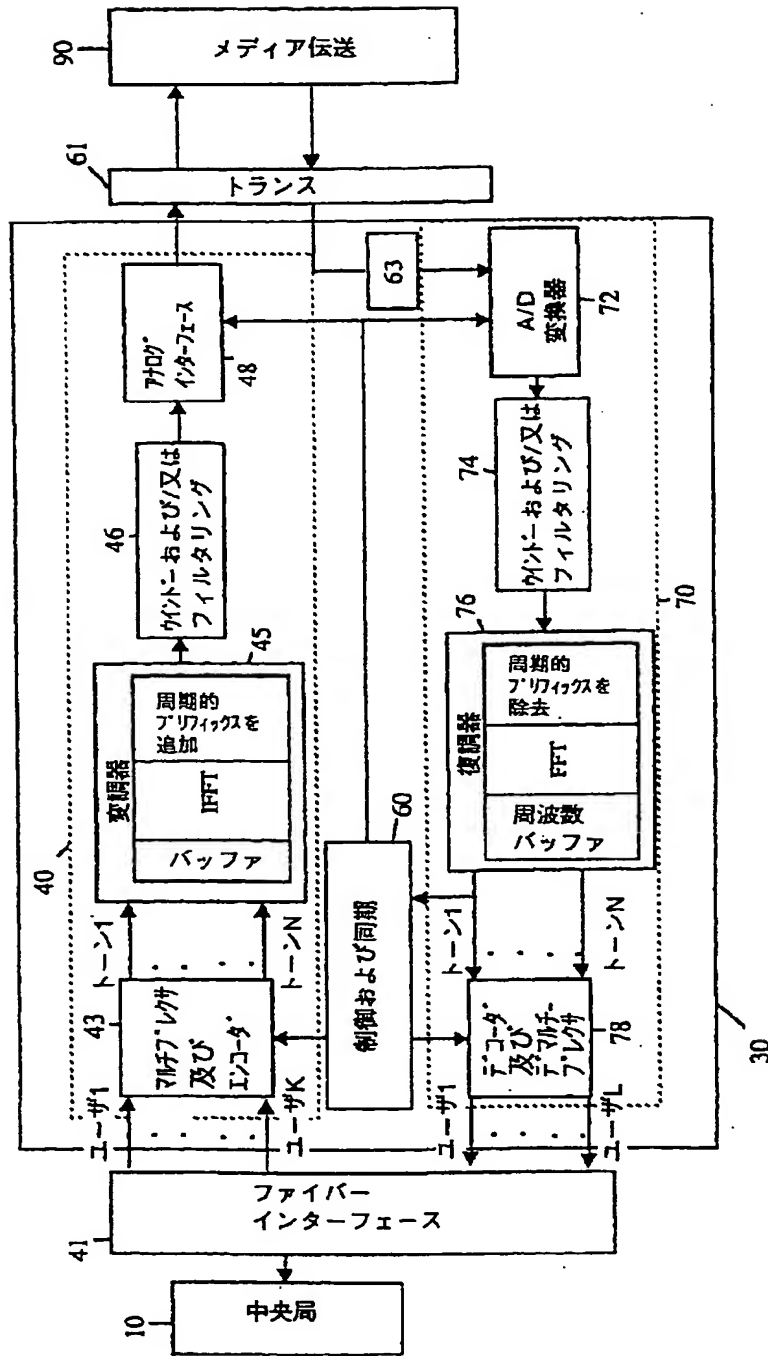 10
中央局
41
ファイバー
インターフェース
ユーザ1
ユーザK
ユーザ1
ユーザL
30
40
43
マルチプレクサ
及び
エンコーダ
トーン1
トーンN
変調器
45
バッファ
IFFT
周期的
プリフィックスを
追加
46
ウインドーおよび/又は
フィルタリング
アナログ
インターフェース
48
制御および同期
60
63
61
トランス
90
メディア伝送
デコーダ
及び
デマルチー
プレクサ
78
トーン1
トーンN
復調器
76
周波数
バッファ
FFT
周期的
プリフィックスを
除去
74
ウインドーおよび/又は
フィルタリング
70
A/D
変換器
72